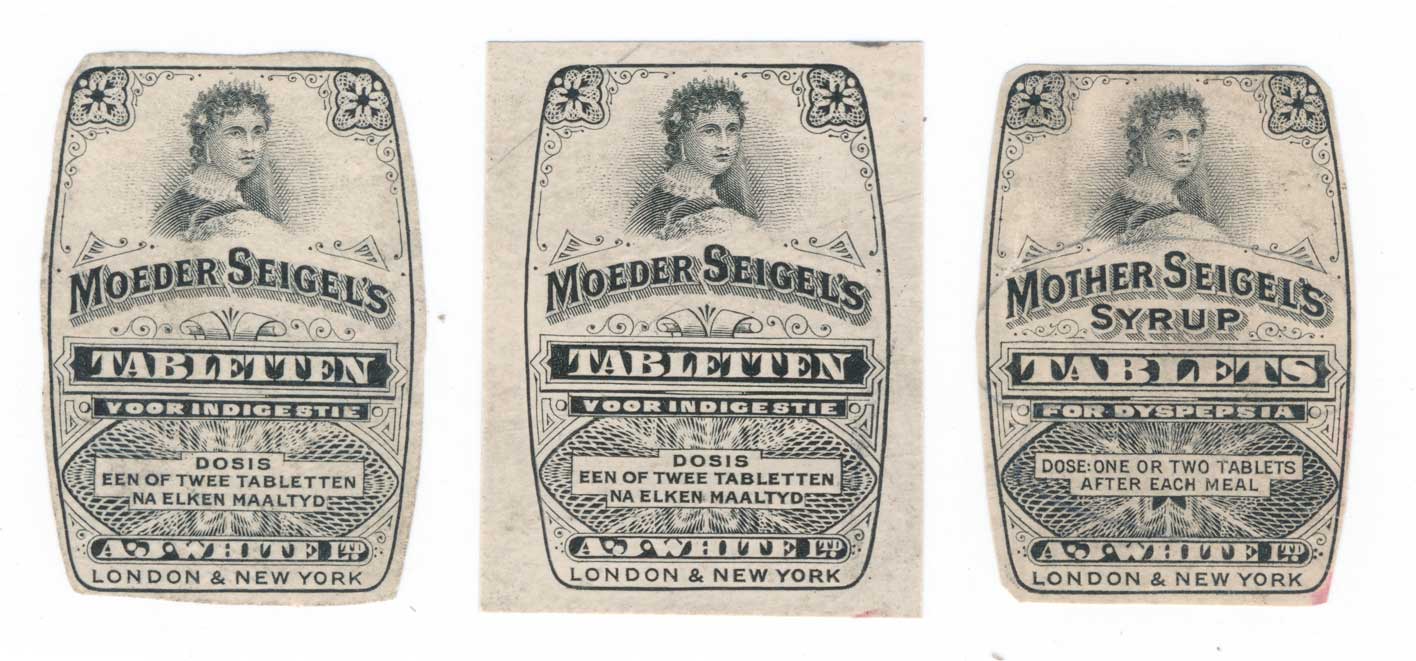 MOEDER SEIGEL'S
TABLETTEN
VOOR INDIGESTIE
DOSIS
EEN OF TWEE TABLETTEN
NA ELKEN MAALTYD
A.J. WHITE LTD
LONDON & NEW YORK
MOEDER SEIGEL'S
TABLETTEN
VOOR INDIGESTIE
DOSIS
EEN OF TWEE TABLETTEN
NA ELKEN MAALTYD
A.J. WHITE LTD
LONDON & NEW YORK
MOTHER SEIGEL'S
SYRUP
TABLETS
FOR DYSPEPSIA
DOSE: ONE OR TWO TABLETS
AFTER EACH MEAL
A.J. WHITE LTD
LONDON & NEW YORK